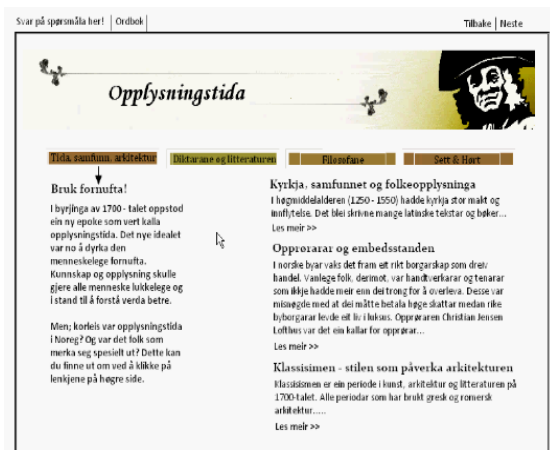 Svar på spørsmåla her! Ordbok Tilbake Neste
Opplysningstida
Tida, samfunn, arkitektur Diktarane og litteraturen Filosofane Sett & Hørt
Bruk fornufta!
I byrjinga av 1700 - talet oppstod
ein ny epoke som vert kalla
opplysningstida. Det nye idealet
var no å dyrka den
menneskelege fornufta.
Kunnskap og opplysning skulle
gjere alle menneske lukkelege og
i stand til å forstå verda betre.
Men; korleis var opplysningstida
i Noreg? Og var det folk som
merka seg spesielt ut? Dette kan
du finne ut om ved å klikke på
lenkjene på høgre side.
Kyrkja, samfunnet og folkeopplysninga
I høgmiddelalderen (1250 - 1550) hadde kyrkja stor makt og
innflytelse. Det blei skrivne mange latinske tekstar og bøker...
Les meir >>
Opprørarar og embedsstanden
I norske byar vaks det fram eit rikt borgarskap som dreiv
handel. Vanlege folk, derimot, var handtverkarar og tenarar
som ikkje hadde meir enn dei trong for å overleva. Desse var
misnøgde med at dei måtte betala høge skattar medan rike
byborgarar levde eit liv i luksus. Opprøraren Christian Jensen
Lofthus var det ein kallar for opprørar...
Les meir >>
Klassisismen - stilen som påverka arkitekturen
Klassisismen er ein periode i kunst, arkitektur og litteraturen på
1700-talet. Alle periodar som har brukt gresk og romersk
arkitektur.....
Les meir >>